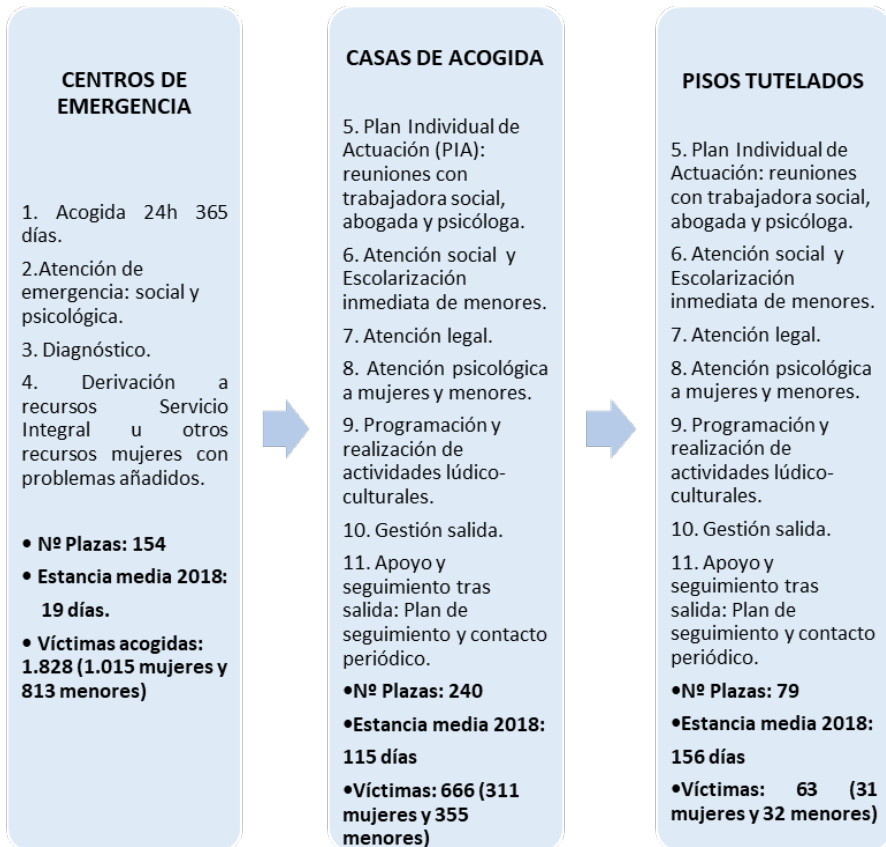 CENTROS DE
EMERGENCIA
1. Acogida 24h 365
días.
2.Atención de
emergencia: social y
psicológica.
3. Diagnóstico.
4. Derivación a
recursos Servicio
Integral u otros
recursos mujeres con
problemas añadidos.
• Nº Plazas: 154
• Estancia media 2018:
19 días.
• Víctimas acogidas:
1.828 (1.015 mujeres y
813 menores)
CASAS DE ACOGIDA
5. Plan Individual de
Actuación (PIA):
reuniones con
trabajadora social,
abogada y psicóloga.
6. Atención social y
Escolarización
inmediata de menores.
7. Atención legal.
8. Atención psicológica
a mujeres y menores.
9. Programación y
realización de
actividades lúdico-
culturales.
10. Gestión salida.
11. Apoyo y
seguimiento tras
salida: Plan de
seguimiento y contacto
periódico.
•Nº Plazas: 240
•Estancia media 2018:
115 días
•Víctimas: 666 (311
mujeres y 355
menores)
PISOS TUTELADOS
5. Plan Individual de
Actuación: reuniones
con trabajadora social,
abogada y psicóloga.
6. Atención social y
Escolarización
inmediata de menores.
7. Atención legal.
8. Atención psicológica
a mujeres y menores.
9. Programación y
realización de
actividades lúdico-
culturales.
10. Gestión salida.
11. Apoyo y
seguimiento tras
salida: Plan de
seguimiento y contacto
periódico.
•Nº Plazas: 79
•Estancia media 2018:
156 días
•Víctimas: 63 (31
mujeres y 32 menores)